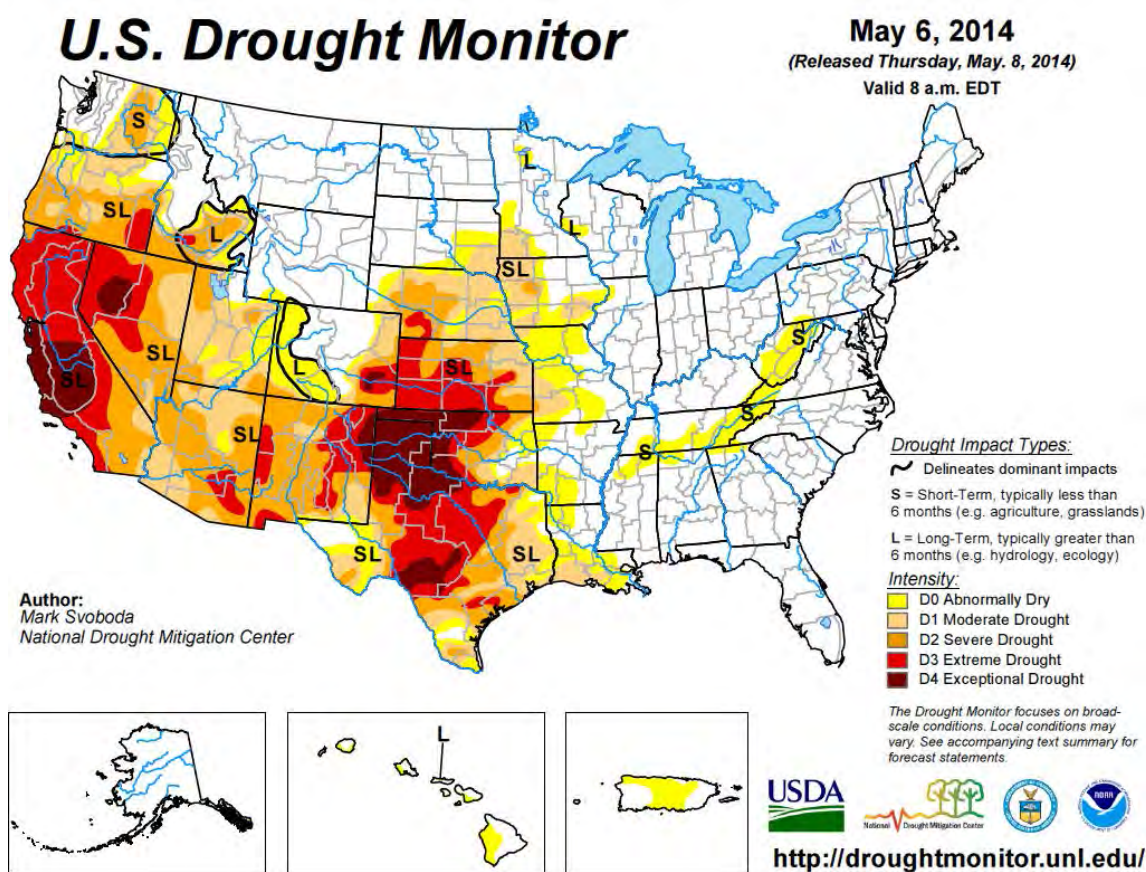 U.S. Drought Monitor
May 6, 2014
(Released Thursday, May. 8, 2014)
Valid 8 a.m. EDT
S
L
SL
L
L
SL
SL
SL
SL
L
SL
S
S
S
SL
SL
SL
Author:
Mark Svoboda
National Drought Mitigation Center
Drought Impact Types:
Delineates dominant impacts
S = Short-Term, typically less than
6 months (e.g. agriculture, grasslands)
L = Long-Term, typically greater than
6 months (e.g. hydrology, ecology)
Intensity:
D0 Abnormally Dry
D1 Moderate Drought
D2 Severe Drought
D3 Extreme Drought
D4 Exceptional Drought
The Drought Monitor focuses on broad-
scale conditions. Local conditions may
vary. See accompanying text summary for
forecast statements.
L
USDA
National Drought Mitigation Center
NOAA
http://droughtmonitor.unl.edu/